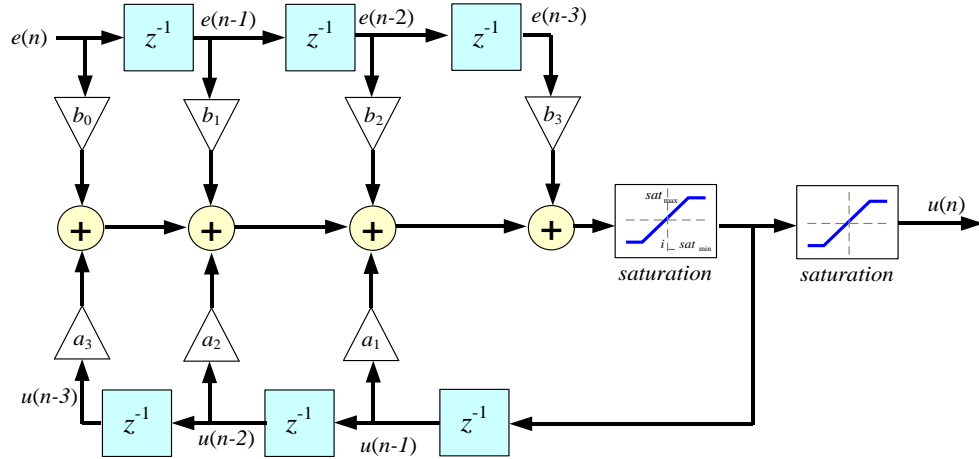 e(n)
z⁻¹
e(n-1)
z⁻¹
e(n-2)
z⁻¹
e(n-3)
b₀
b₁
b₂
b₃
+
+
+
+
sat max
i_ sat min
saturation
saturation
u(n)
a₃
a₂
a₁
u(n-3)
z⁻¹
u(n-2)
z⁻¹
u(n-1)
z⁻¹